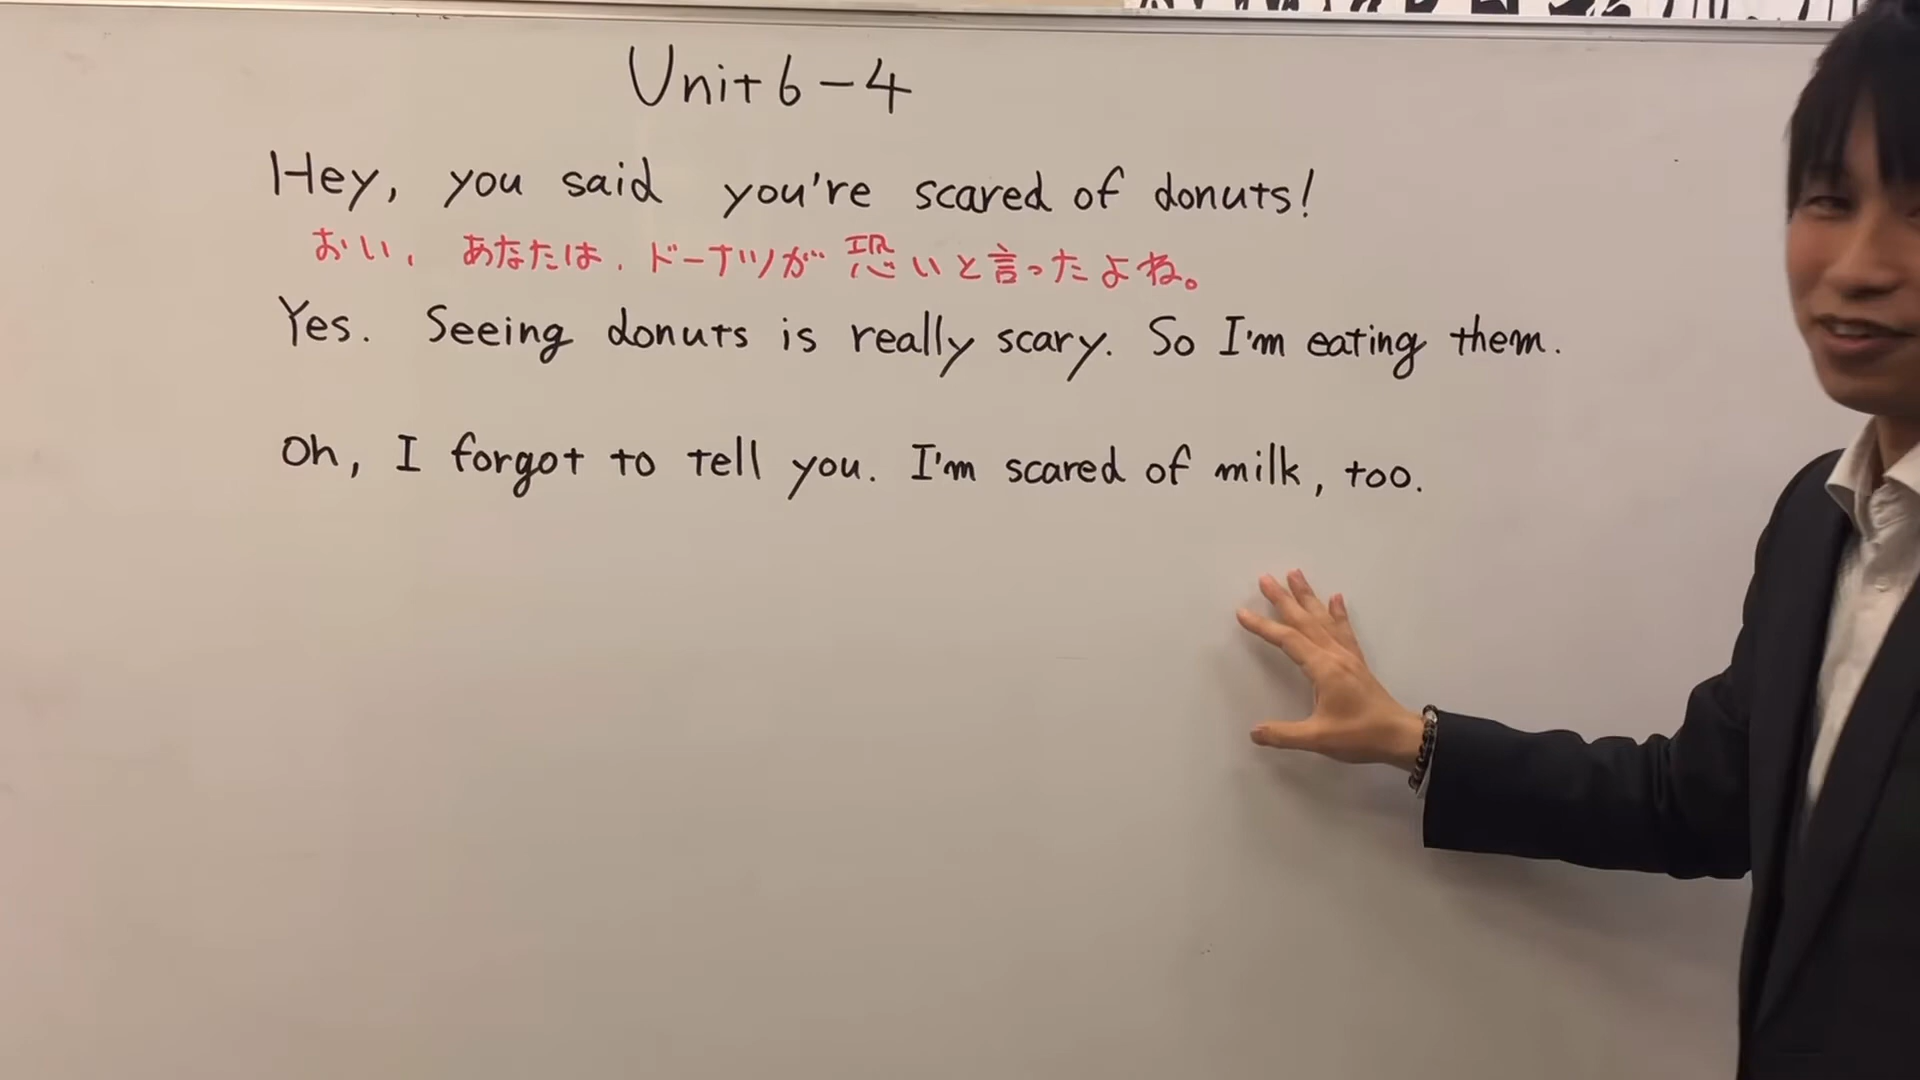 Unit 6-4
Hey, you said you're scared of donuts!
おい、あなたは、ドーナツが恐いと言ったよね。
Yes. Seeing donuts is really scary. So I'm eating them.
Oh, I forgot to tell you. I'm scared of milk, too.